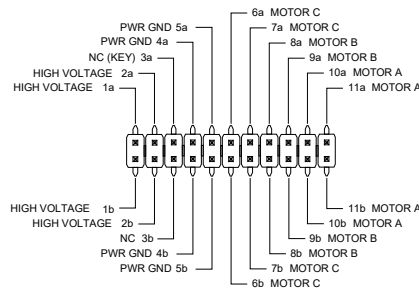 6a MOTOR C
PWR GND 5a 7a MOTOR C
PWR GND 4a 8a MOTOR B
NC (KEY) 3a 9a MOTOR B
HIGH VOLTAGE 2a 10a MOTOR A
HIGH VOLTAGE 1a 11a MOTOR A
HIGH VOLTAGE 1b 11b MOTOR A
HIGH VOLTAGE 2b 10b MOTOR A
NC 3b 9b MOTOR B
PWR GND 4b 8b MOTOR B
PWR GND 5b 7b MOTOR C
6b MOTOR C